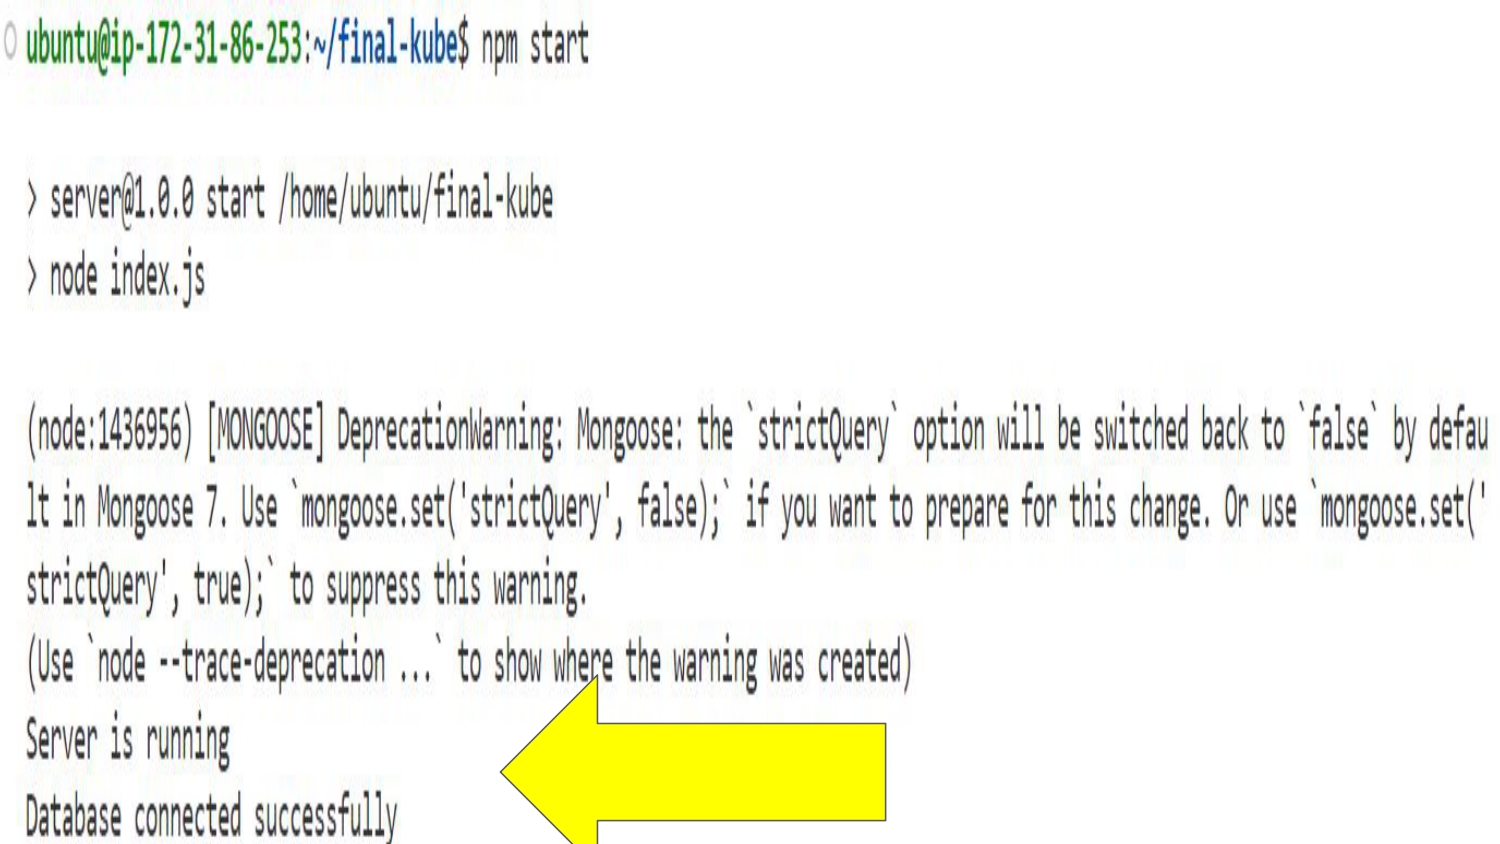 ubuntu@ip-172-31-86-253:~/final-kube$ npm start
> server@1.0.0 start /home/ubuntu/final-kube
> node index.js
(node:1436956) [MONGOOSE] DeprecationWarning: Mongoose: the `strictQuery` option will be switched back to `false` by defau
lt in Mongoose 7. Use `mongoose.set('strictQuery', false);` if you want to prepare for this change. Or use `mongoose.set('
strictQuery', true);` to suppress this warning.
(Use `node --trace-deprecation ...` to show where the warning was created)
Server is running
Database connected successfully